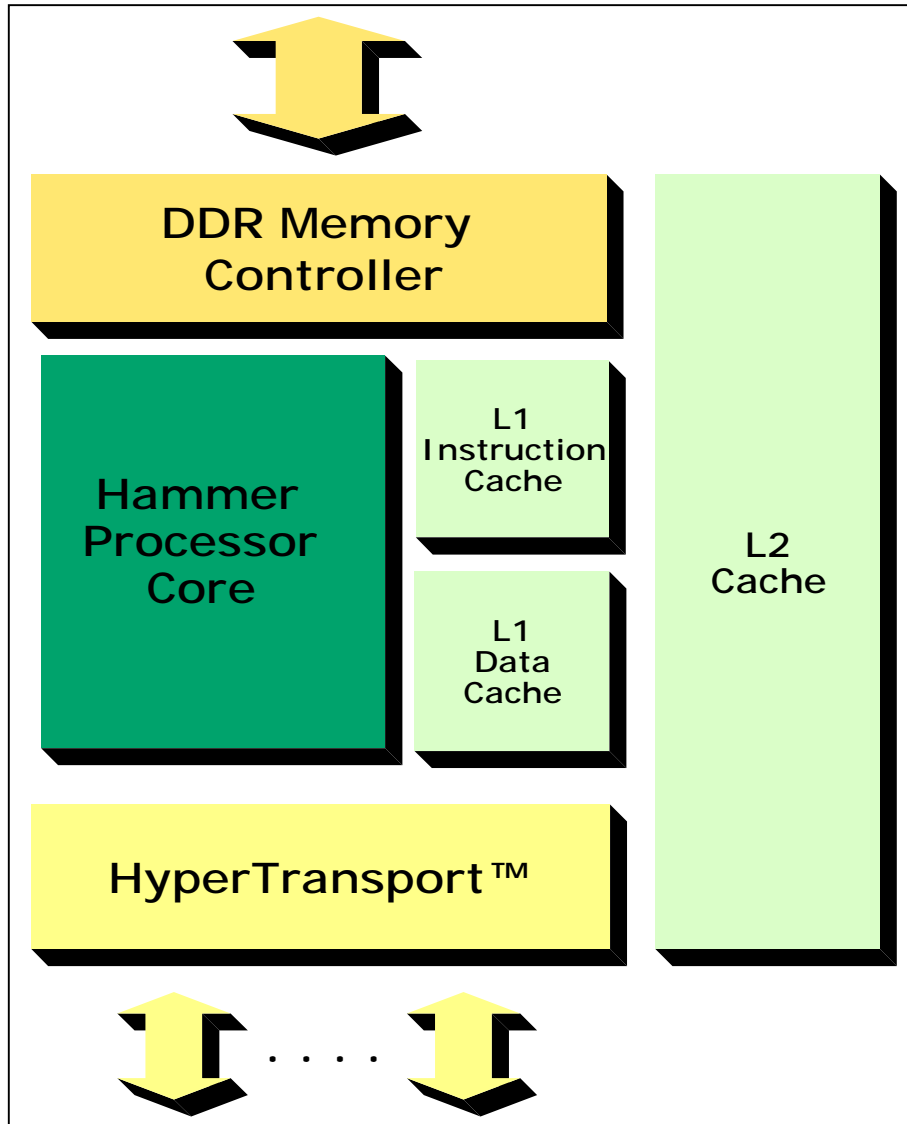 DDR Memory
Controller
L1
Instruction
Cache
Hammer
Processor
Core
L2
Cache
L1
Data
Cache
HyperTransport™
. . . .